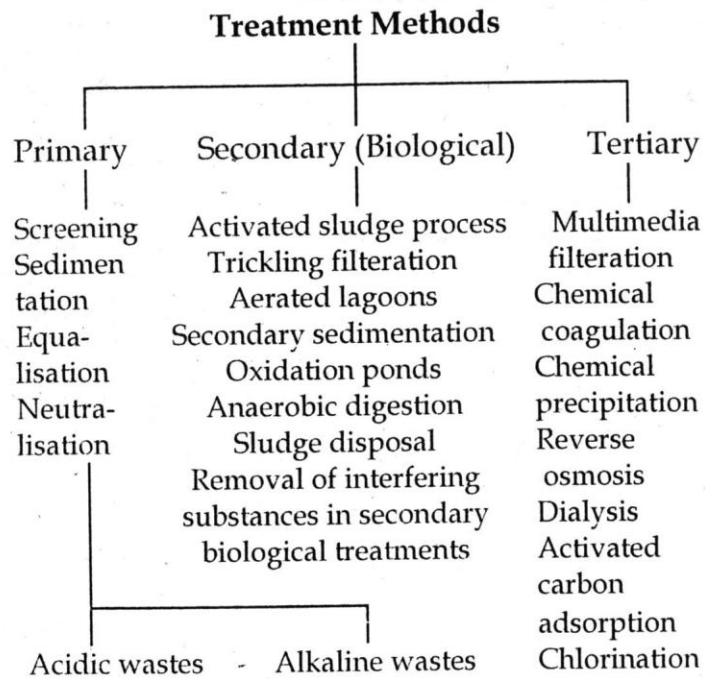 Treatment Methods
Primary
Secondary (Biological)
Tertiary
Screening
Sedimen
tation
Equa-
lisation
Neutra-
lisation
Activated sludge process
Trickling filteration
Aerated lagoons
Secondary sedimentation
Oxidation ponds
Anaerobic digestion
Sludge disposal
Removal of interfering
substances in secondary
biological treatments
Multimedia
filteration
Chemical
coagulation
Chemical
precipitation
Reverse
osmosis
Dialysis
Activated
carbon
adsorption
Chlorination
Acidic wastes - Alkaline wastes